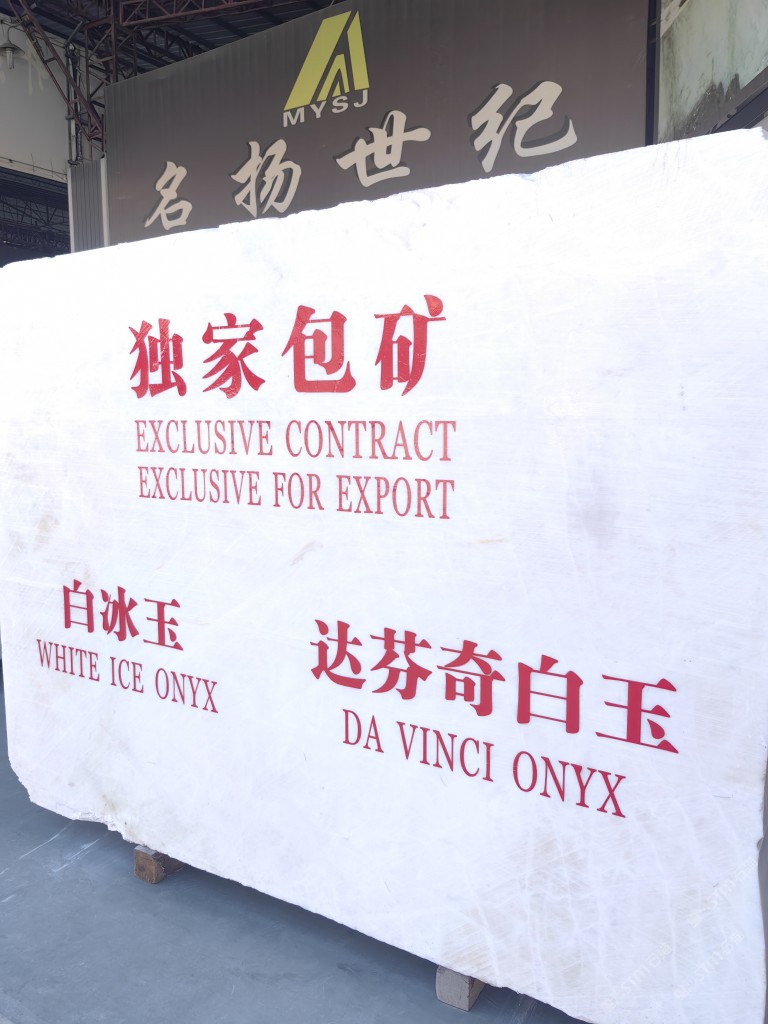 MYSJ
名扬世纪
独家包矿
EXCLUSIVE CONTRACT
EXCLUSIVE FOR EXPORT
白冰玉
WHITE ICE ONYX
达芬奇白玉
DA VINCI ONYX